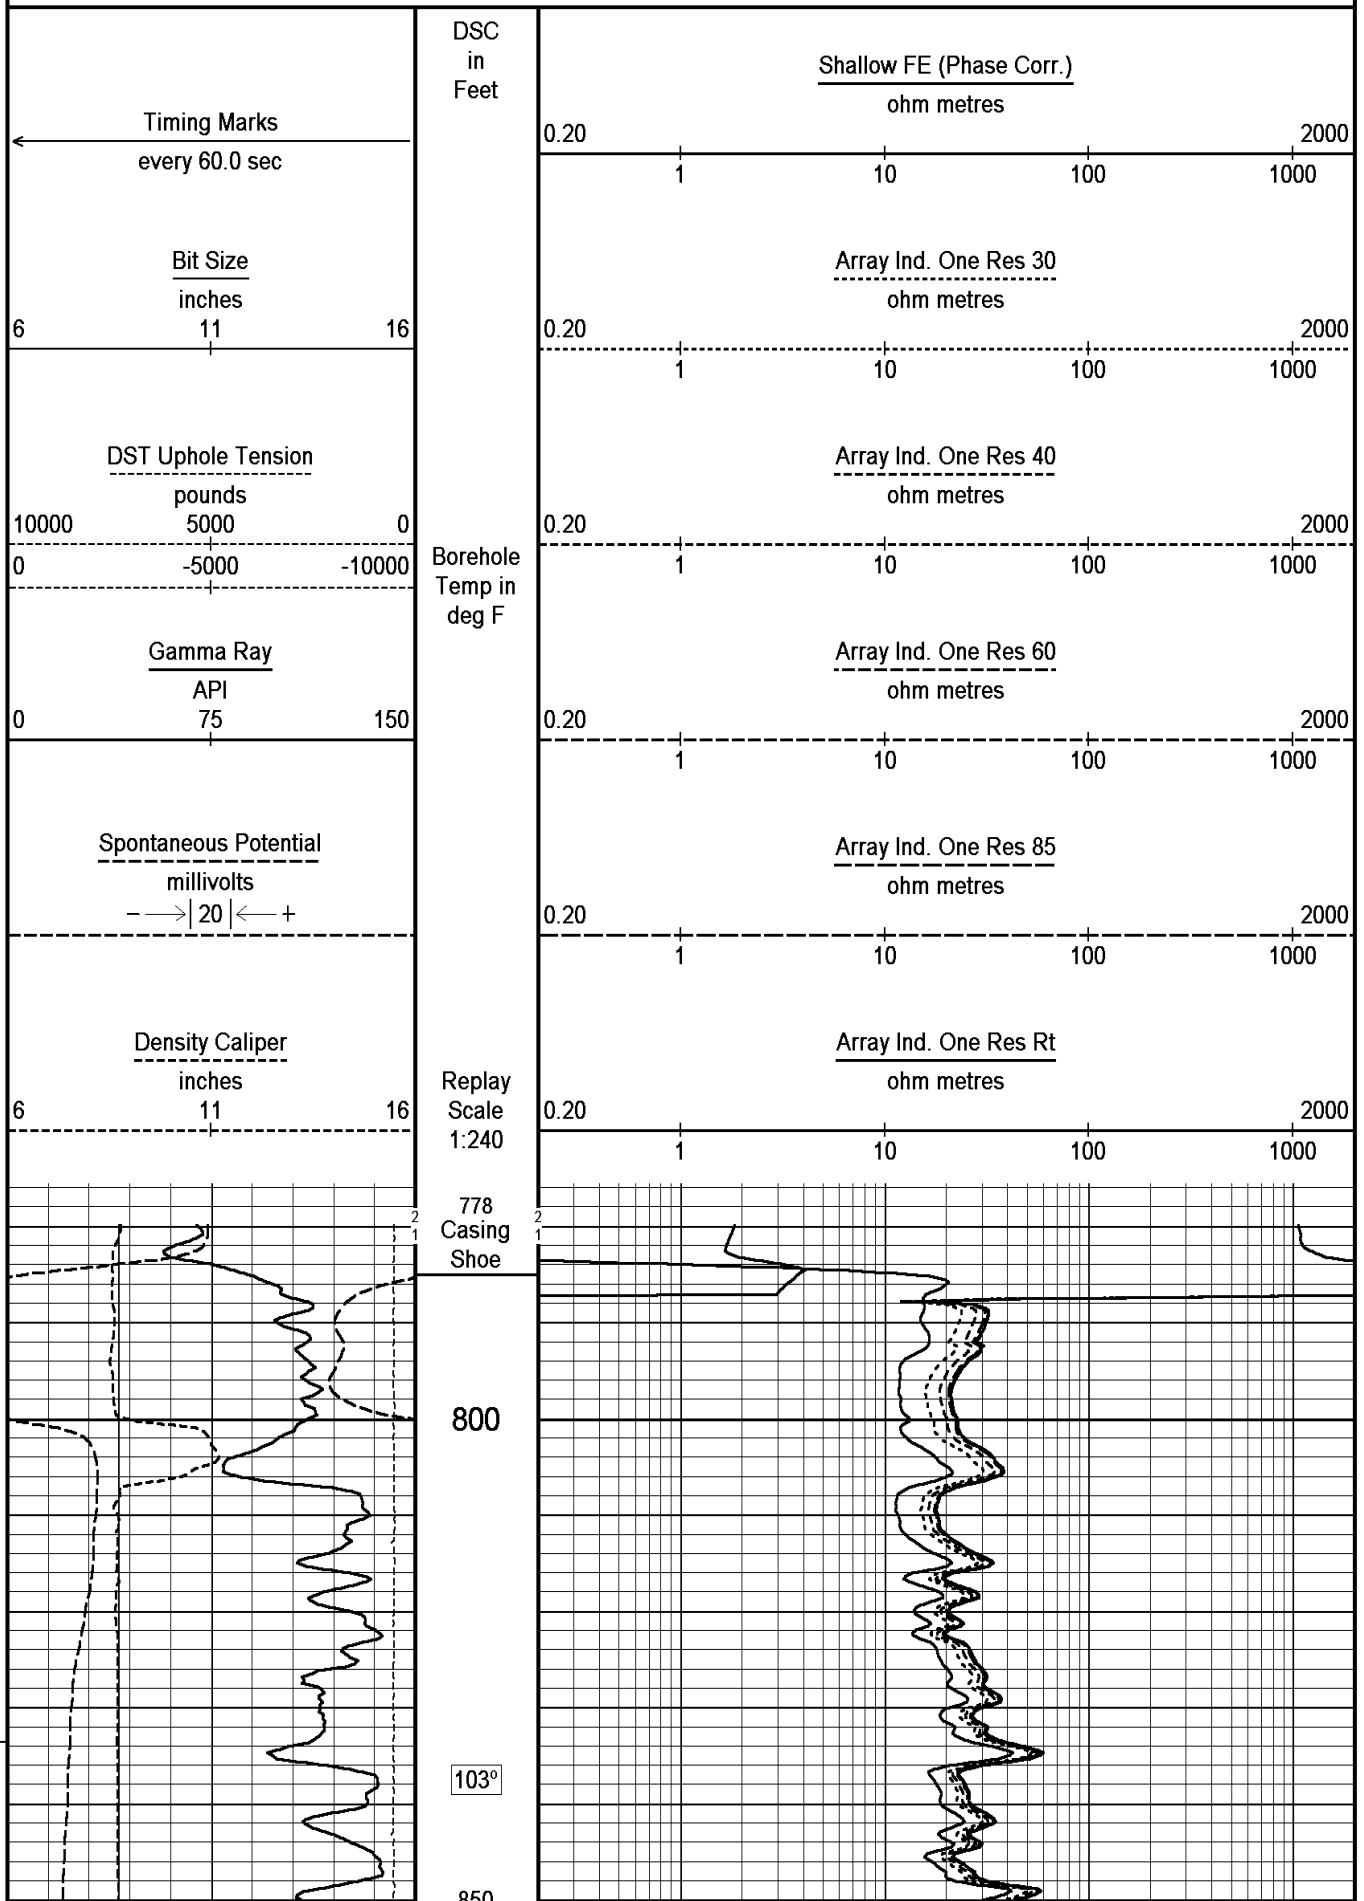 Timing Marks
every 60.0 sec
Bit Size
inches
6 11 16
DST Uphole Tension
pounds
10000 5000 0
0 -5000 -10000
Gamma Ray
API
0 75 150
Spontaneous Potential
millivolts
- 20 +
Density Caliper
inches
6 11 16
DSC
in
Feet
Borehole
Temp in
deg F
Replay
Scale
1:240
Shallow FE (Phase Corr.)
ohm metres
0.20 2000
1 10 100 1000
Array Ind. One Res 30
ohm metres
0.20 2000
1 10 100 1000
Array Ind. One Res 40
ohm metres
0.20 2000
1 10 100 1000
Array Ind. One Res 60
ohm metres
0.20 2000
1 10 100 1000
Array Ind. One Res 85
ohm metres
0.20 2000
1 10 100 1000
Array Ind. One Res Rt
ohm metres
0.20 2000
1 10 100 1000
778
2 Casing 2
1 1
Shoe
800
103º
850